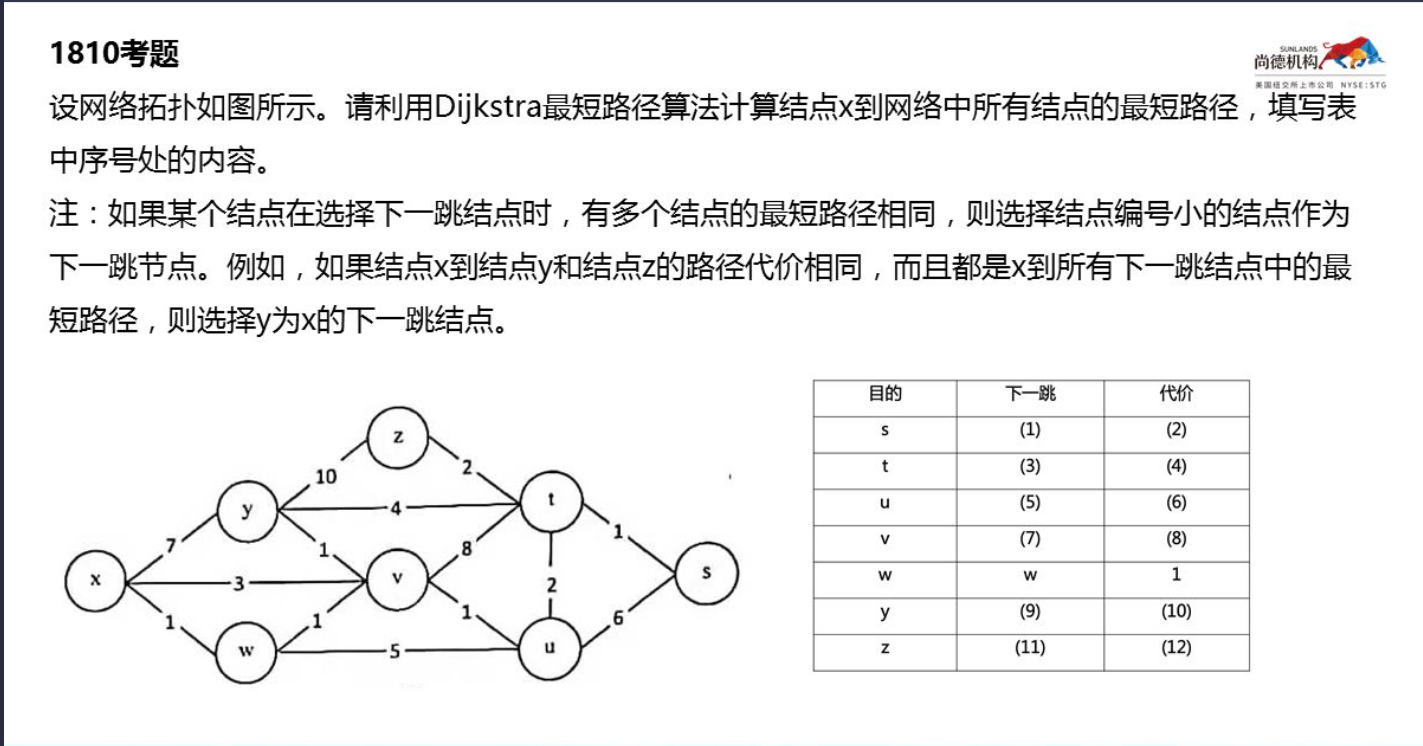 1810考题
SUNLANDS
尚德机构
美国纽交所上市公司 NYSE:STG
设网络拓扑如图所示。请利用Dijkstra最短路径算法计算结点x到网络中所有结点的最短路径，填写表
中序号处的内容。
注：如果某个结点在选择下一跳结点时，有多个结点的最短路径相同，则选择结点编号小的结点作为
下一跳节点。例如，如果结点x到结点y和结点z的路径代价相同，而且都是x到所有下一跳结点中的最
短路径，则选择y为x的下一跳结点。
z
10
2
y
4
t
7
1
8
1
x
3
v
2
s
1
1
1
6
w
5
u
目的 下一跳 代价
s (1) (2)
t (3) (4)
u (5) (6)
v (7) (8)
w w 1
y (9) (10)
z (11) (12)